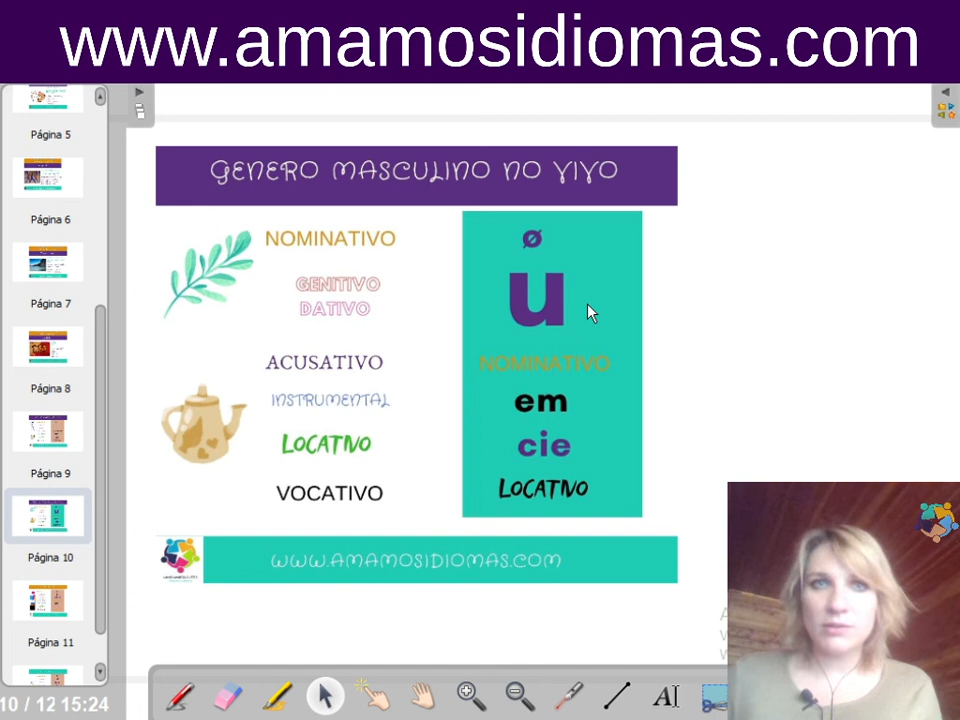 www.amamosidiomas.com
Página 5
Página 6
Página 7
Página 8
Página 9
Página 10
Página 11
10 / 12 15:24
GENERO MASCULINO NO VIVO
NOMINATIVO
ø
GENITIVO
DATIVO
u
ACUSATIVO
NOMINATIVO
INSTRUMENTAL
em
LOCATIVO
cie
VOCATIVO
LOCATIVO
WWW.AMAMOSIDIOMAS.COM
A